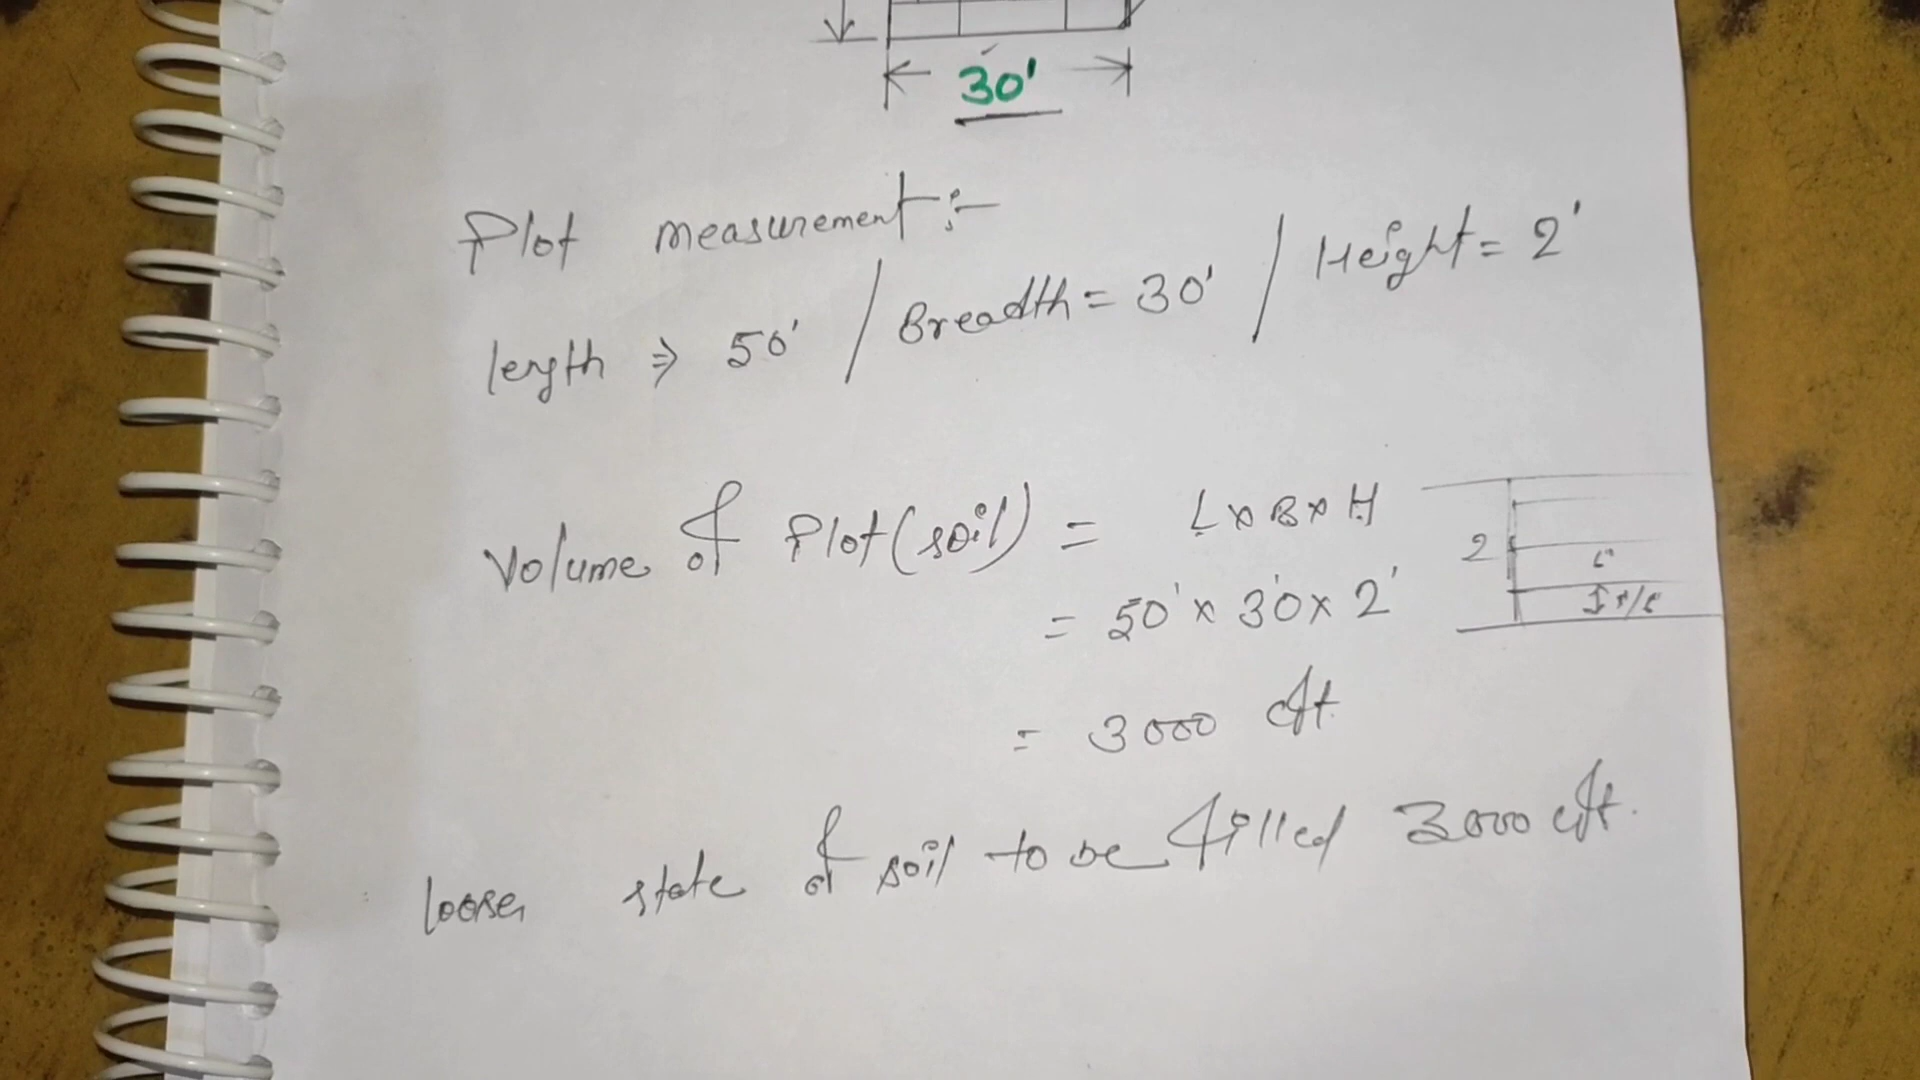 30'
Plot measurement:-
length ⇒ 50' / Breadth = 30' / Height = 2'
Volume of Plot (soil) = L x B x H
2
= 50' x 30' x 2'
= 3000 cft.
loose state of soil to be filled 3000 cft.